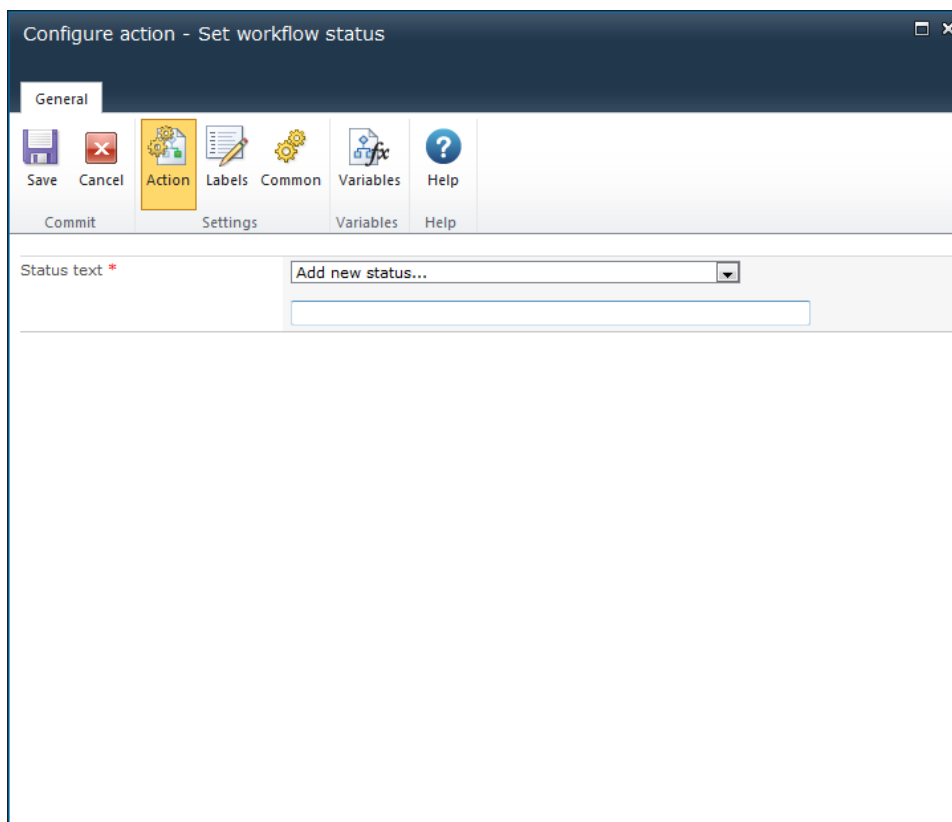 Configure action - Set workflow status
General
Save Cancel Action Labels Common Variables Help
Commit Settings Variables Help
Status text * Add new status...